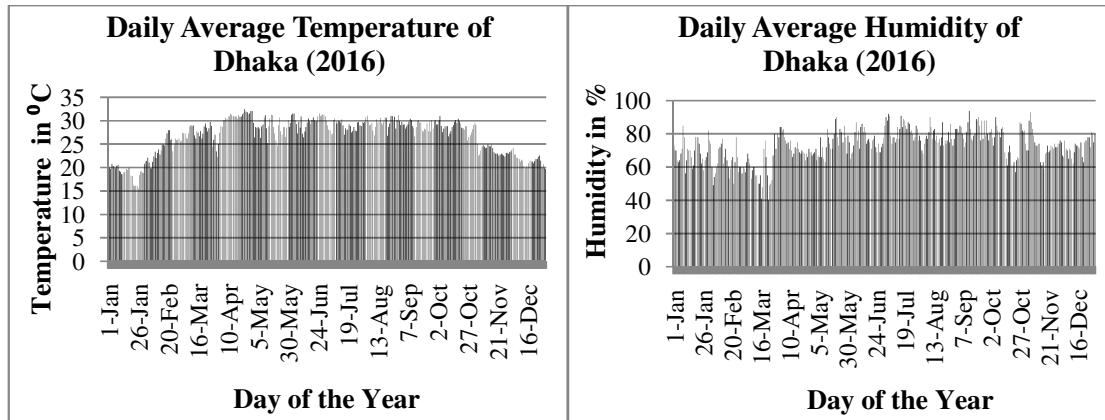 Daily Average Temperature of
Dhaka (2016)
Temperature in ⁰C
35
30
25
20
15
10
5
0
1-Jan
26-Jan
20-Feb
16-Mar
10-Apr
5-May
30-May
24-Jun
19-Jul
13-Aug
7-Sep
2-Oct
27-Oct
21-Nov
16-Dec
Day of the Year
Daily Average Humidity of
Dhaka (2016)
Humidity in %
100
80
60
40
20
0
1-Jan
26-Jan
20-Feb
16-Mar
10-Apr
5-May
30-May
24-Jun
19-Jul
13-Aug
7-Sep
2-Oct
27-Oct
21-Nov
16-Dec
Day of the Year